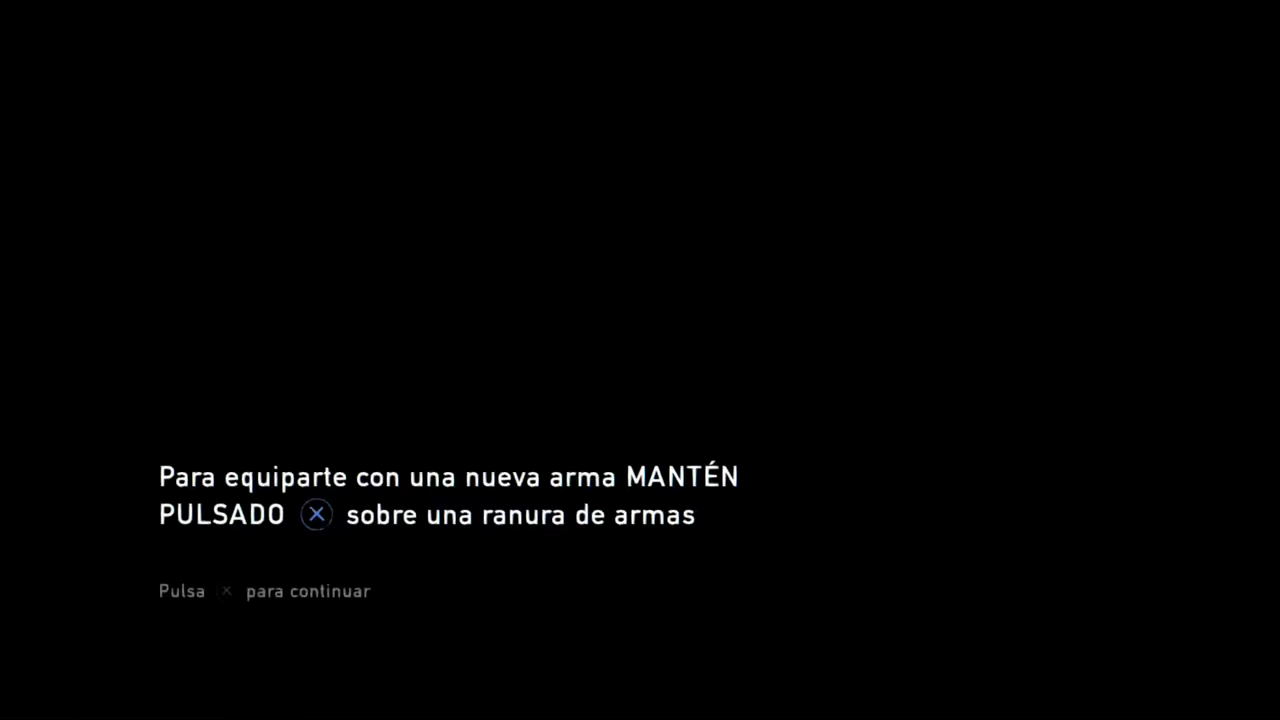 Para equiparte con una nueva arma MANTÉN
PULSADO ⓧ sobre una ranura de armas
Pulsa × para continuar